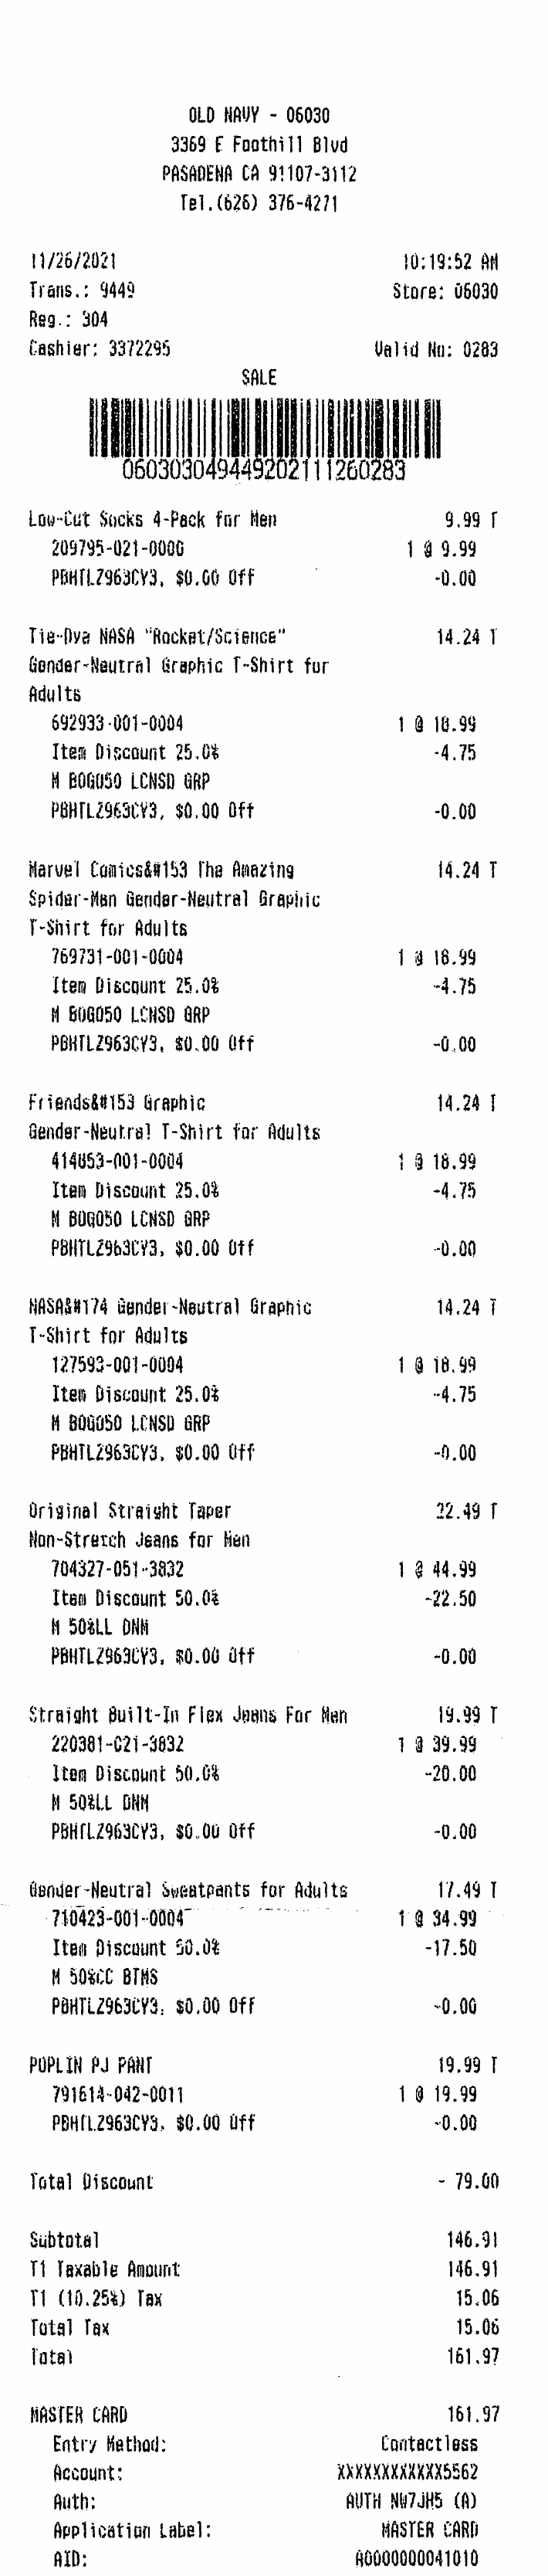 OLD NAVY - 06030
3369 E Foothill Blvd
PASADENA CA 91107-3112
Tel.(626) 376-4271
11/26/2021 10:19:52 AM
Trans.: 9449 Store: 06030
Reg.: 304
Cashier: 3372295 Valid No: 0283
SALE
060303049449202111260283
Low-Cut Socks 4-Pack for Men 9.99 T
209795-021-0000 1 @ 9.99
PBHTLZ963CY3, $0.00 Off -0.00
Tie-Dye NASA "Rocket/Science" 14.24 T
Gender-Neutral Graphic T-Shirt for
Adults
692933-001-0004 1 @ 18.99
Item Discount 25.0% -4.75
M BOGO50 LCNSD GRP
PBHTLZ963CY3, $0.00 Off -0.00
Marvel Comics&#153 The Amazing 14.24 T
Spider-Man Gender-Neutral Graphic
T-Shirt for Adults
769731-001-0004 1 @ 18.99
Item Discount 25.0% -4.75
M BOGO50 LCNSD GRP
PBHTLZ963CY3, $0.00 Off -0.00
Friends&#153 Graphic 14.24 T
Gender-Neutral T-Shirt for Adults
414853-001-0004 1 @ 18.99
Item Discount 25.0% -4.75
M BOGO50 LCNSD GRP
PBHTLZ963CY3, $0.00 Off -0.00
NASA&#174 Gender-Neutral Graphic 14.24 T
T-Shirt for Adults
127593-001-0004 1 @ 18.99
Item Discount 25.0% -4.75
M BOGO50 LCNSD GRP
PBHTLZ963CY3, $0.00 Off -0.00
Original Straight Taper 22.49 T
Non-Stretch Jeans for Men
704327-051-3832 1 @ 44.99
Item Discount 50.0% -22.50
M 50%LL DNM
PBHTLZ963CY3, $0.00 Off -0.00
Straight Built-In Flex Jeans For Men 19.99 T
220381-021-3832 1 @ 39.99
Item Discount 50.0% -20.00
M 50%LL DNM
PBHTLZ963CY3, $0.00 Off -0.00
Gender-Neutral Sweatpants for Adults 17.49 T
710423-001-0004 1 @ 34.99
Item Discount 50.0% -17.50
M 50%CC BTMS
PBHTLZ963CY3, $0.00 Off -0.00
POPLIN PJ PANT 19.99 T
791614-042-0011 1 @ 19.99
PBHTLZ963CY3, $0.00 Off -0.00
Total Discount - 79.00
Subtotal 146.91
T1 Taxable Amount 146.91
T1 (10.25%) Tax 15.06
Total Tax 15.06
Total 161.97
MASTER CARD 161.97
Entry Method: Contactless
Account: XXXXXXXXXXXX5562
Auth: AUTH NW7JH5 (A)
Application Label: MASTER CARD
AID: A0000000041010